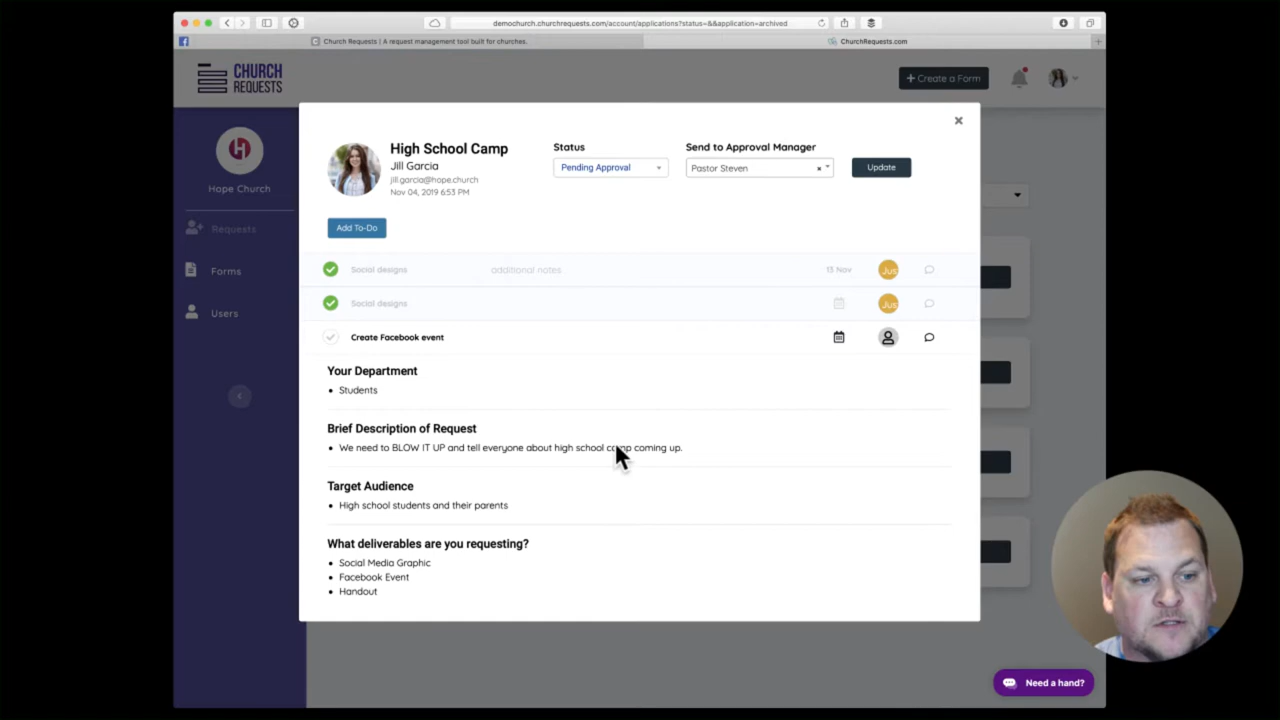 demochurch.churchrequests.com/account/applications?status=&&application=archived
Church Requests | A request management tool built for churches.
ChurchRequests.com
CHURCH
REQUESTS
+ Create a Form
Hope Church
Requests
Forms
Users
High School Camp
Jill Garcia
jill.garcia@hope.church
Nov 04, 2019 6:53 PM
Status
Pending Approval
Send to Approval Manager
Pastor Steven
Update
Add To-Do
Social designs additional notes 13 Nov Jus
Social designs Jus
Create Facebook event
Your Department
• Students
Brief Description of Request
• We need to BLOW IT UP and tell everyone about high school camp coming up.
Target Audience
• High school students and their parents
What deliverables are you requesting?
• Social Media Graphic
• Facebook Event
• Handout
Need a hand?